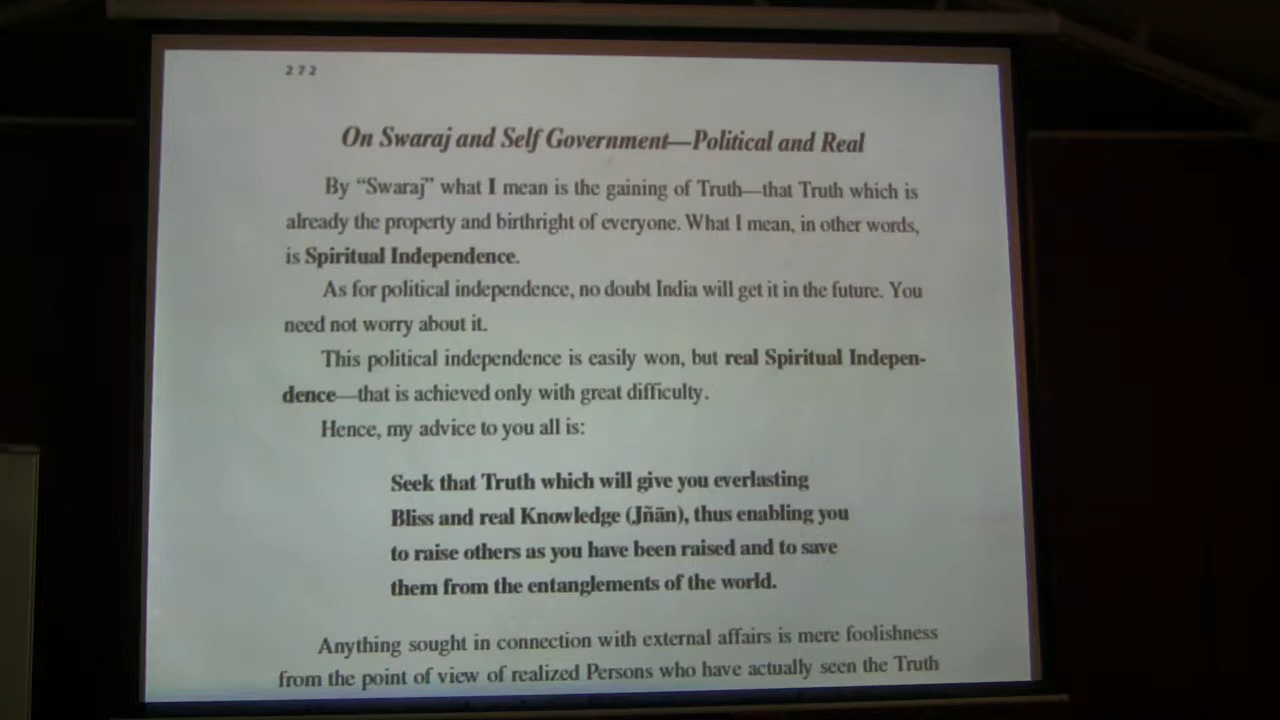 272
On Swaraj and Self Government—Political and Real
By “Swaraj” what I mean is the gaining of Truth—that Truth which is
already the property and birthright of everyone. What I mean, in other words,
is Spiritual Independence.
As for political independence, no doubt India will get it in the future. You
need not worry about it.
This political independence is easily won, but real Spiritual Indepen-
dence—that is achieved only with great difficulty.
Hence, my advice to you all is:
Seek that Truth which will give you everlasting
Bliss and real Knowledge (Jñān), thus enabling you
to raise others as you have been raised and to save
them from the entanglements of the world.
Anything sought in connection with external affairs is mere foolishness
from the point of view of realized Persons who have actually seen the Truth